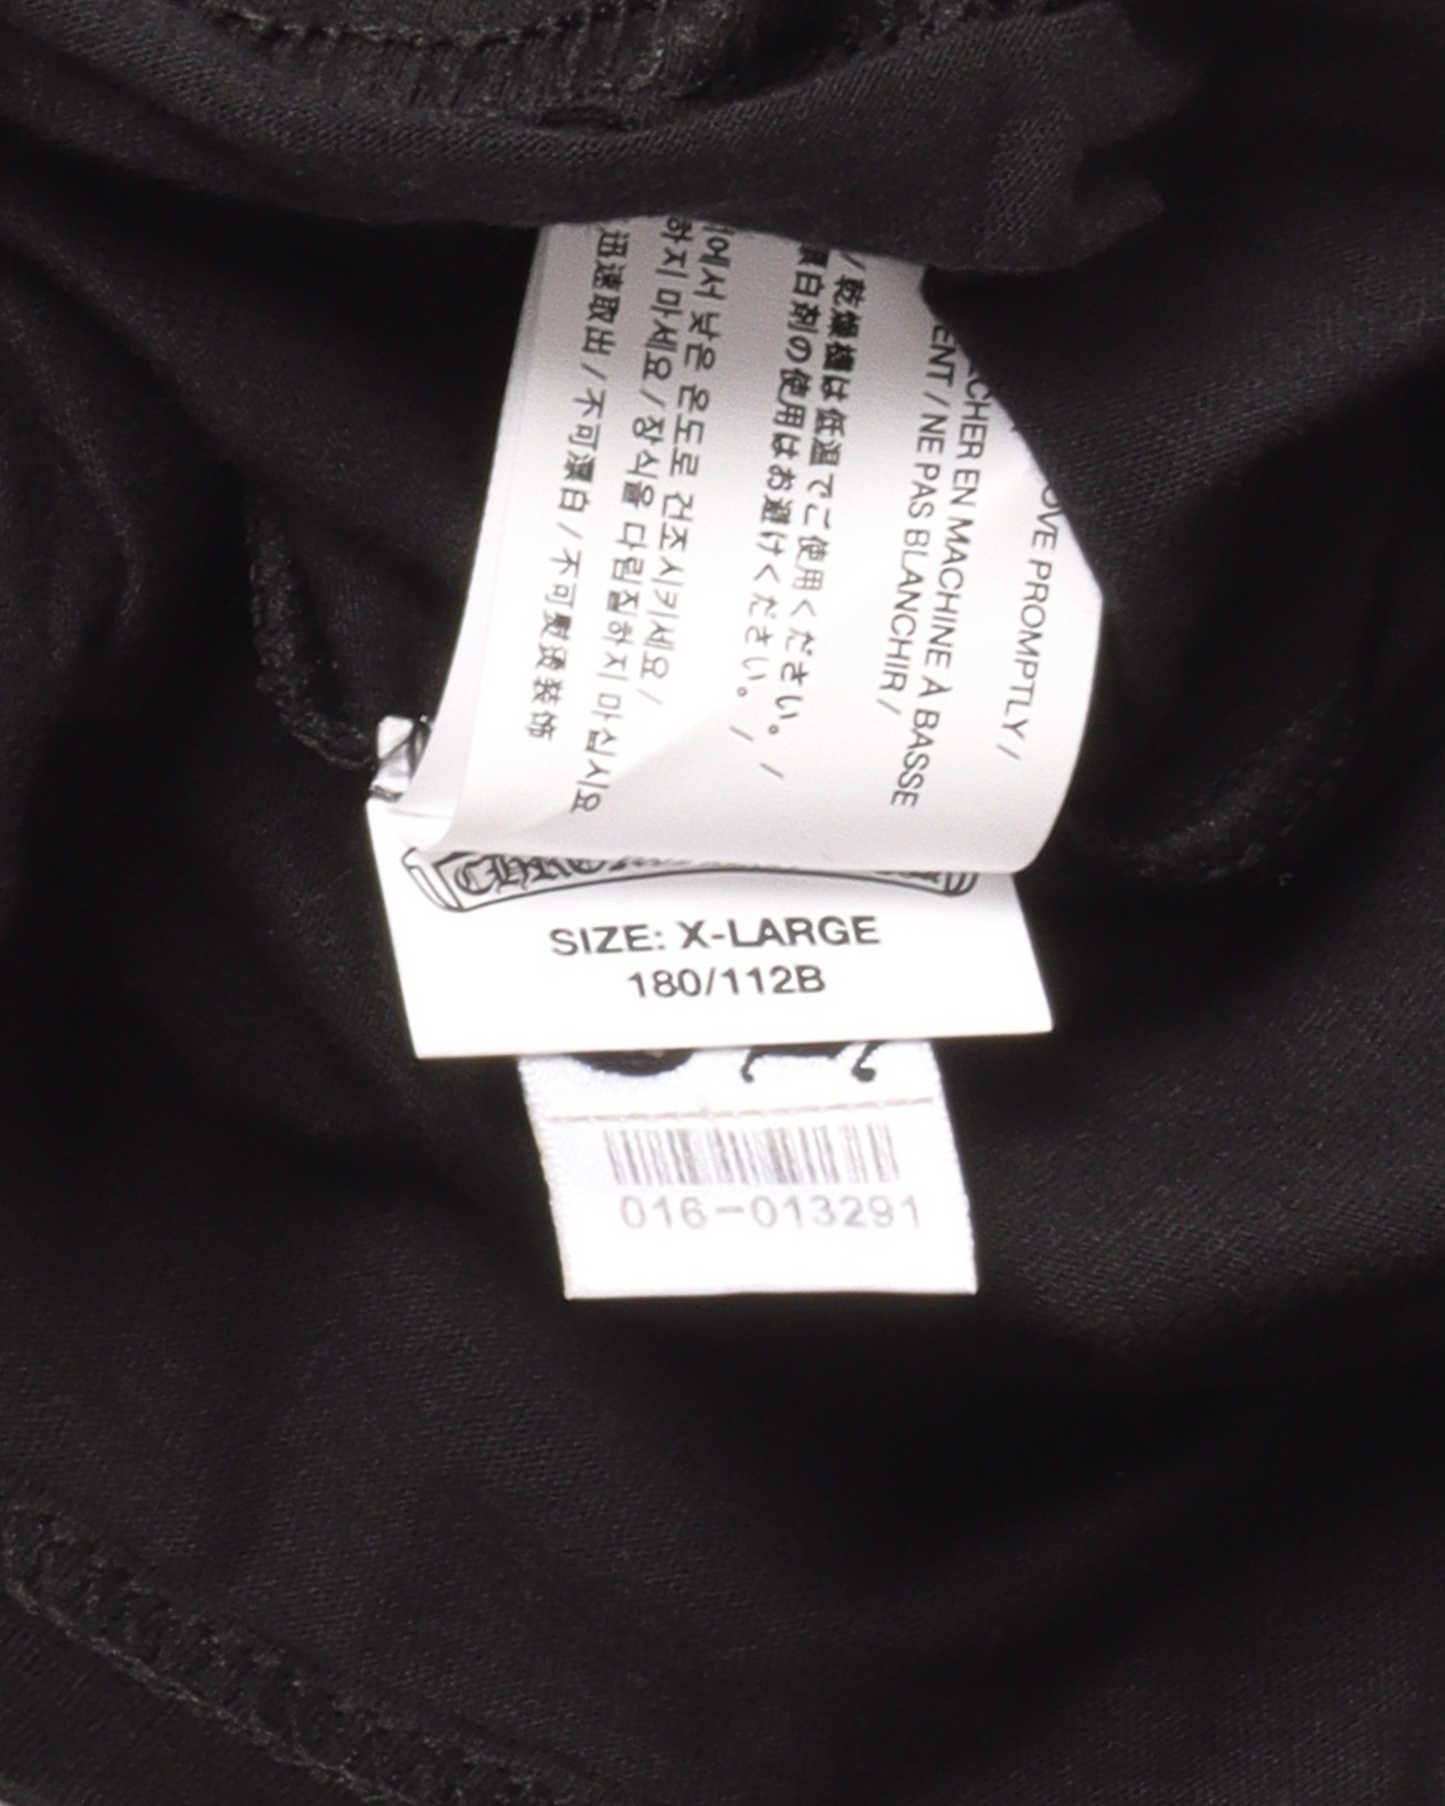 OVE PROMPTLY /
CHER EN MACHINE À BASSE
ENT / NE PAS BLANCHIR /
/ 乾燥機は低温でご使用ください。 /
白剤の使用はお避けください。 /
에서 낮은 온도로 건조시키세요 /
하지 마세요 / 장식을 다림질하지 마십시요
迅速取出 / 不可漂白 / 不可熨烫装饰
SIZE: X-LARGE
180/112B
016-013291